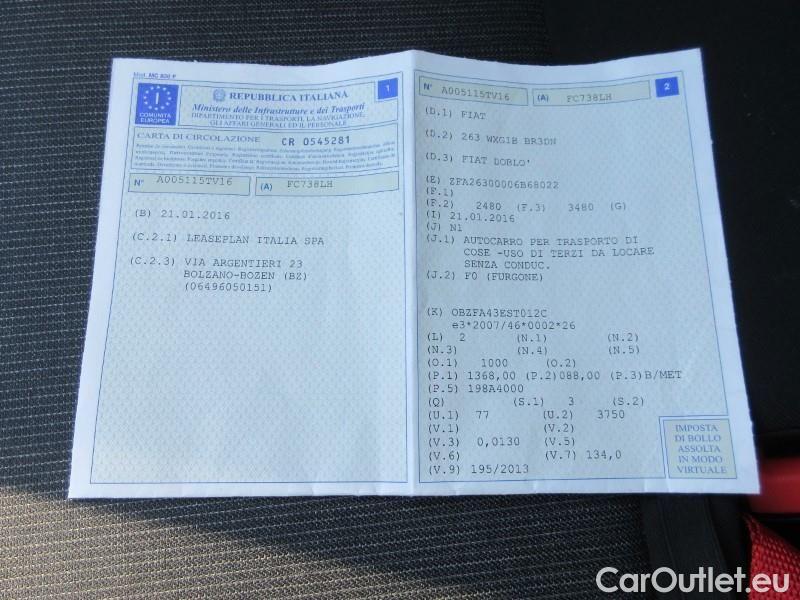 Mod. MC 820 F
I
COMUNITÀ
EUROPEA
REPUBBLICA ITALIANA
Ministero delle Infrastrutture e dei Trasporti
DIPARTIMENTO PER I TRASPORTI, LA NAVIGAZIONE,
GLI AFFARI GENERALI ED IL PERSONALE
1
CARTA DI CIRCOLAZIONE CR 0545281
N° A005115TV16 (A) FC738LH
(B) 21.01.2016
(C.2.1) LEASEPLAN ITALIA SPA
(C.2.3) VIA ARGENTIERI 23
BOLZANO-BOZEN (BZ)
(06496050151)
N° A005115TV16 (A) FC738LH 2
(D.1) FIAT
(D.2) 263 WXG1B BR3DN
(D.3) FIAT DOBLO'
(E) ZFA26300006B68022
(F.1)
(F.2) 2480 (F.3) 3480 (G)
(I) 21.01.2016
(J) N1
(J.1) AUTOCARRO PER TRASPORTO DI
COSE -USO DI TERZI DA LOCARE
SENZA CONDUC.
(J.2) F0 (FURGONE)
(K) OBZFA43EST012C
e3*2007/46*0002*26
(L) 2 (N.1) (N.2)
(N.3) (N.4) (N.5)
(O.1) 1000 (O.2)
(P.1) 1368,00 (P.2)088,00 (P.3)B/MET
(P.5) 198A4000
(Q) (S.1) 3 (S.2)
(U.1) 77 (U.2) 3750
(V.1) (V.2)
(V.3) 0,0130 (V.5)
(V.6) (V.7) 134,0
(V.9) 195/2013
IMPOSTA
DI BOLLO
ASSOLTA
IN MODO
VIRTUALE
CarOutlet.eu